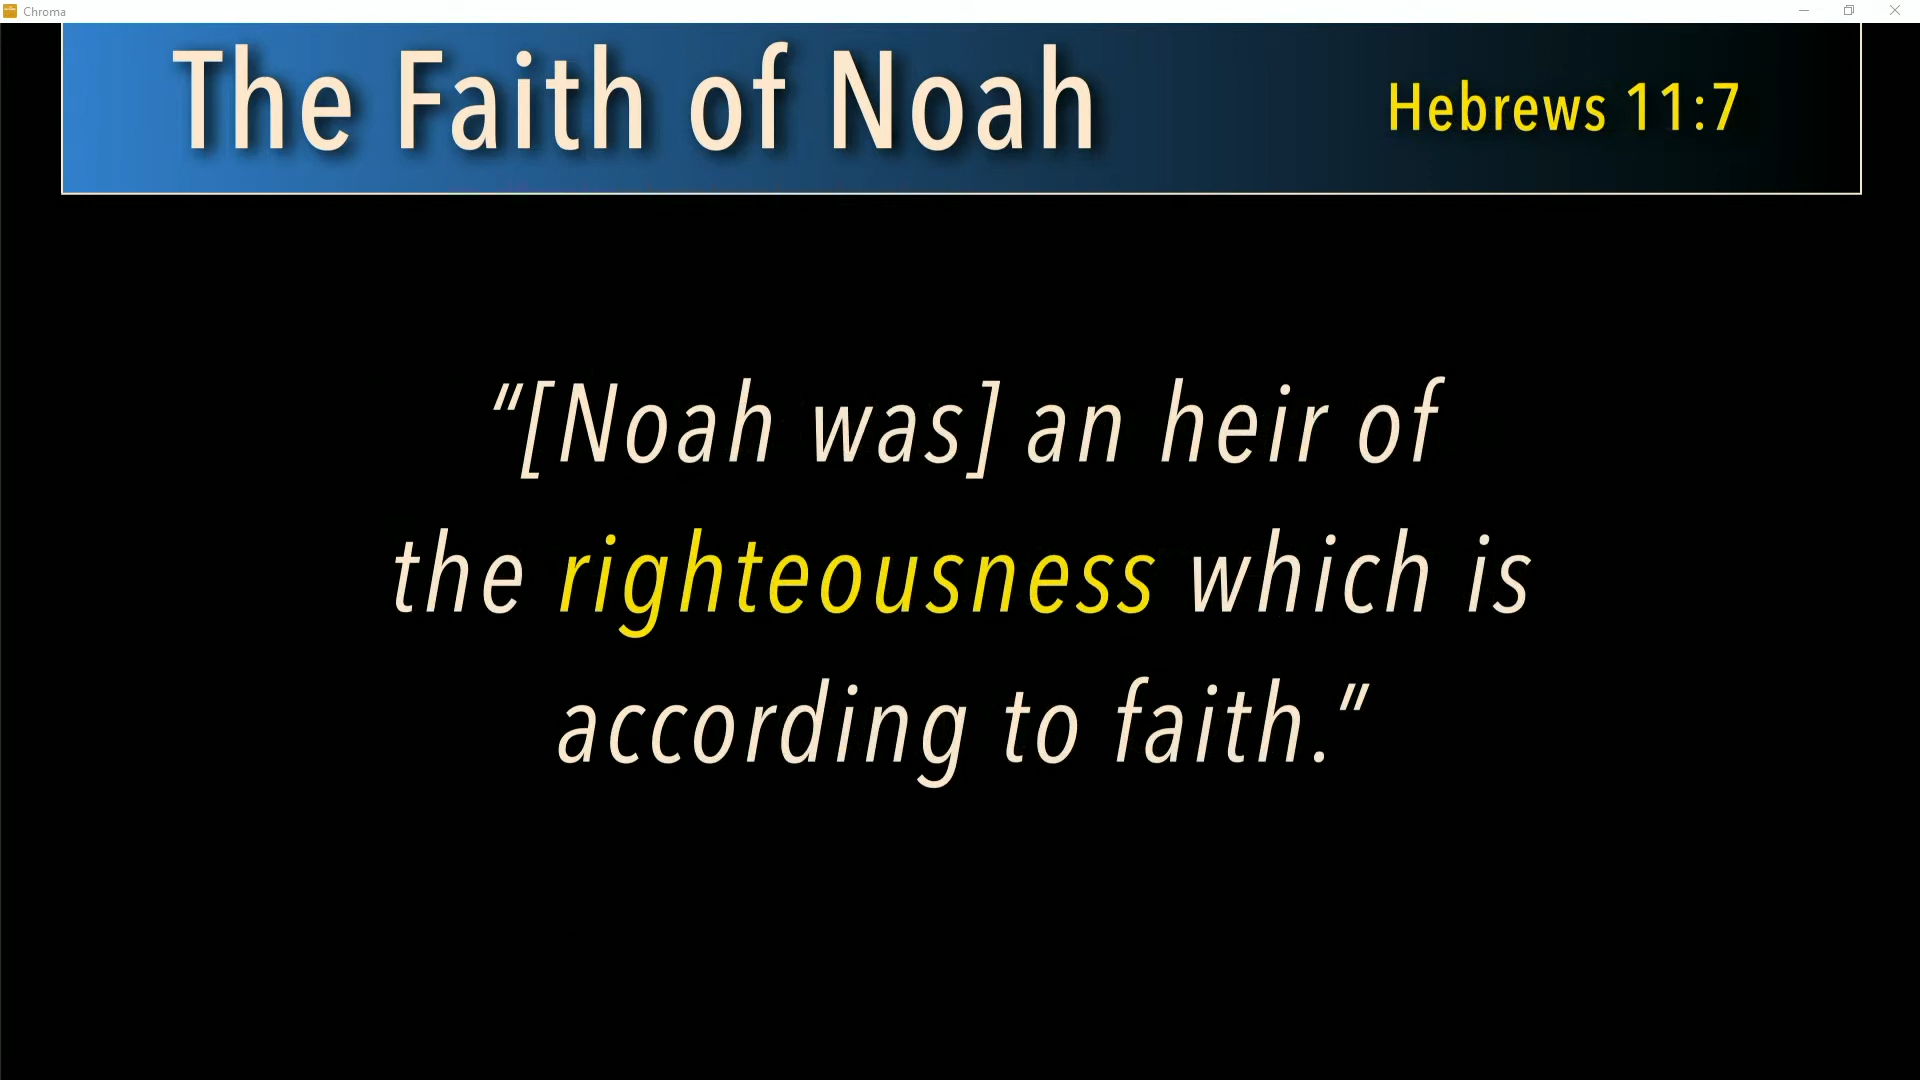 Chroma
The Faith of Noah
Hebrews 11:7
“[Noah was] an heir of
the righteousness which is
according to faith.”